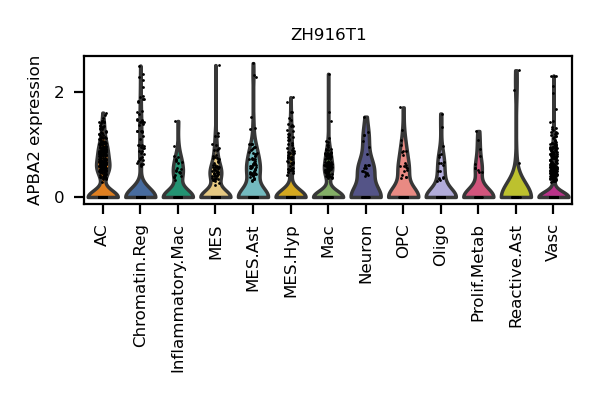 ZH916T1
APBA2 expression
2
0
AC
Chromatin.Reg
Inflammatory.Mac
MES
MES.Ast
MES.Hyp
Mac
Neuron
OPC
Oligo
Prolif.Metab
Reactive.Ast
Vasc